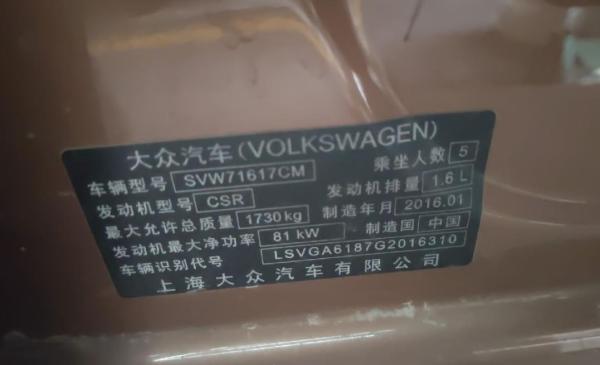 大众汽车(VOLKSWAGEN)
车辆型号 SVW71617CM 乘坐人数 5
发动机型号 CSR 发动机排量 1.6 L
最大允许总质量 1730kg 制造年月 2016.01
发动机最大净功率 81 kW 制造国 中国
车辆识别代号 LSVGA6187G2016310
上海大众汽车有限公司